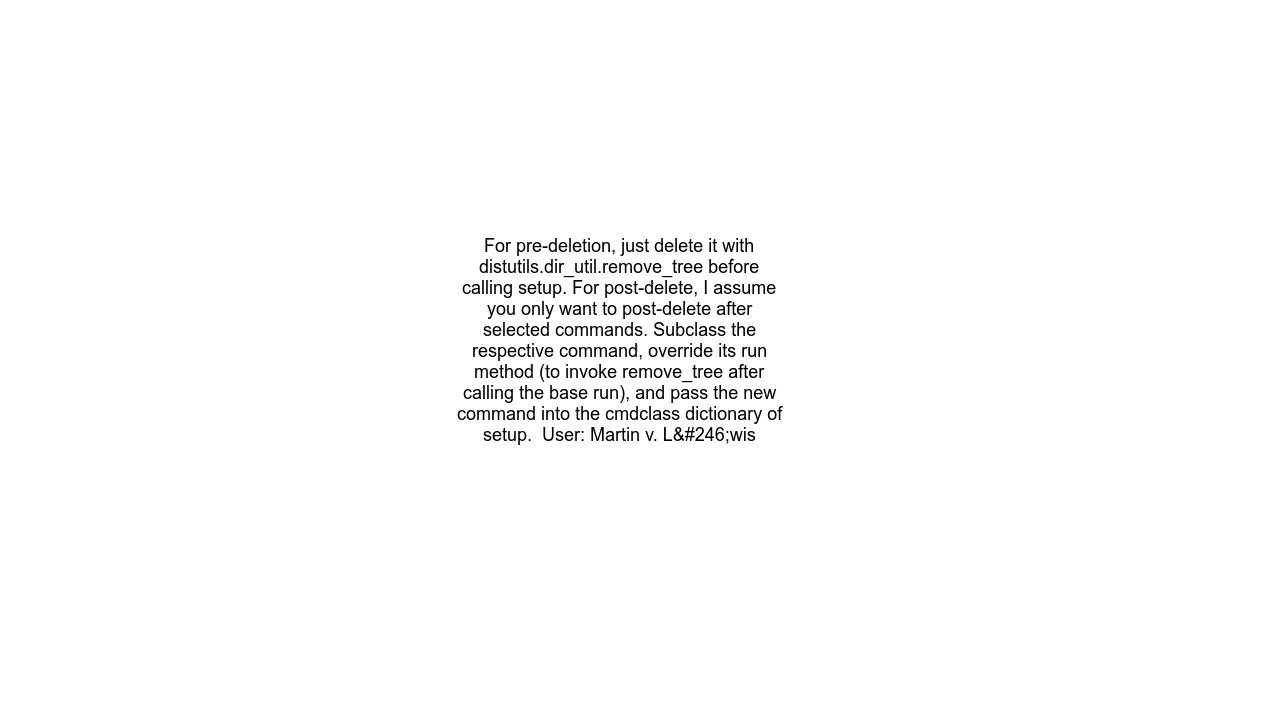 For pre-deletion, just delete it with
distutils.dir_util.remove_tree before
calling setup. For post-delete, I assume
you only want to post-delete after
selected commands. Subclass the
respective command, override its run
method (to invoke remove_tree after
calling the base run), and pass the new
command into the cmdclass dictionary of
setup.  User: Martin v. L&#246;wis